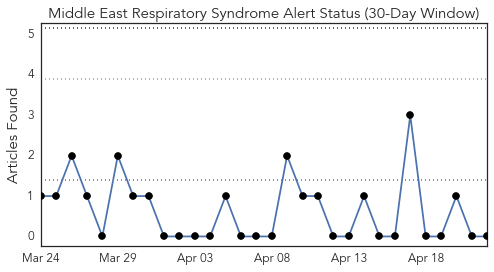 Middle East Respiratory Syndrome Alert Status (30-Day Window)
Articles Found
5
4
3
2
1
0
Mar 24 Mar 29 Apr 03 Apr 08 Apr 13 Apr 18